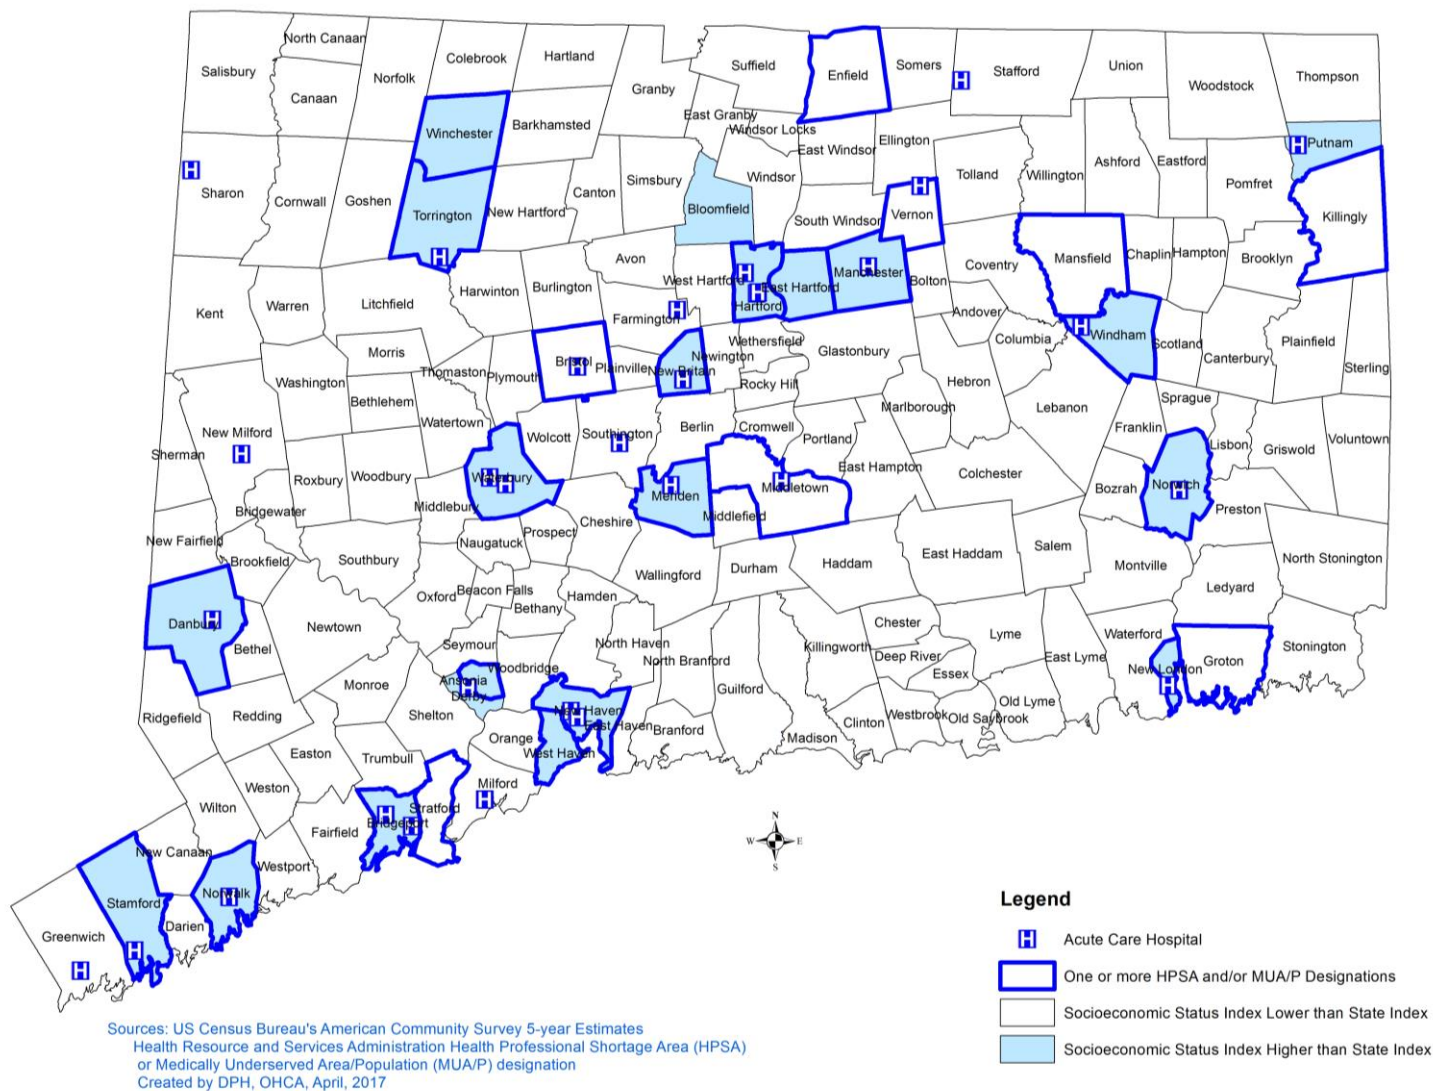 North Canaan
Salisbury
Canaan
Norfolk
Colebrook
Hartland
Granby
Suffield
Enfield
Somers
H
Stafford
Union
Woodstock
Thompson
East Granby
Windsor Locks
Winchester
Barkhamsted
East Windsor
Ellington
H
Putnam
H
Sharon
Cornwall
Goshen
Torrington
New Hartford
Canton
Simsbury
Bloomfield
Windsor
South Windsor
H
Vernon
Tolland
Willington
Ashford
Eastford
Pomfret
Killingly
H
Avon
West Hartford
H
H
Hartford
East Hartford
H
Manchester
Bolton
Coventry
Mansfield
Chaplin
Hampton
Brooklyn
Kent
Warren
Litchfield
Harwinton
Burlington
Farmington
H
Andover
Columbia
H
Windham
Scotland
Canterbury
Plainfield
Sterling
Morris
Thomaston
Plymouth
Bristol
H
Plainville
New Britain
H
Newington
Wethersfield
Rocky Hill
Glastonbury
Hebron
Marlborough
Lebanon
Washington
Bethlehem
Watertown
Wolcott
Southington
H
Berlin
Cromwell
Portland
East Hampton
Colchester
Franklin
Sprague
Lisbon
Griswold
Voluntown
New Milford
H
Sherman
Roxbury
Woodbury
Waterbury
H
H
Meriden
H
Middletown
H
Middlefield
Bozrah
Norwich
H
Preston
Bridgewater
Middlebury
Naugatuck
Prospect
Cheshire
New Fairfield
Brookfield
Southbury
Oxford
Beacon Falls
Bethany
Hamden
Wallingford
Durham
Haddam
East Haddam
Salem
Montville
Ledyard
North Stonington
Danbury
H
Bethel
Newtown
Seymour
Woodbridge
North Haven
North Branford
Killingworth
Chester
Deep River
Essex
Lyme
East Lyme
Waterford
New London
H
Groton
Stonington
Ansonia
H
Derby
Monroe
Shelton
Orange
New Haven
H
H
East Haven
West Haven
Branford
Guilford
Madison
Clinton
Westbrook
Old Saybrook
Old Lyme
Ridgefield
Redding
Easton
Trumbull
Milford
H
Stratford
Bridgeport
H
H
Weston
Wilton
Fairfield
Westport
New Canaan
Norwalk
H
Stamford
H
Darien
Greenwich
H
N
W
E
S
Legend
H Acute Care Hospital
One or more HPSA and/or MUA/P Designations
Socioeconomic Status Index Lower than State Index
Socioeconomic Status Index Higher than State Index
Sources: US Census Bureau's American Community Survey 5-year Estimates
Health Resource and Services Administration Health Professional Shortage Area (HPSA)
or Medically Underserved Area/Population (MUA/P) designation
Created by DPH, OHCA, April, 2017